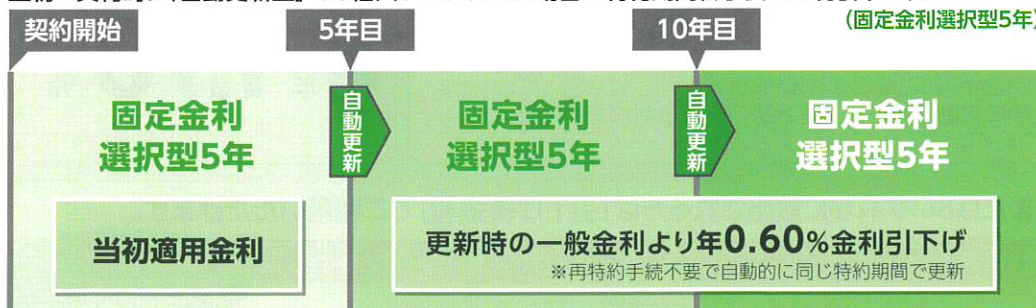 (固定金利選択型5年)
契約開始
5年目
10年目
固定金利
選択型5年
自動更新
固定金利
選択型5年
自動更新
固定金利
選択型5年
当初適用金利
更新時の一般金利より年0.60%金利引下げ
※再特約手続不要で自動的に同じ特約期間で更新